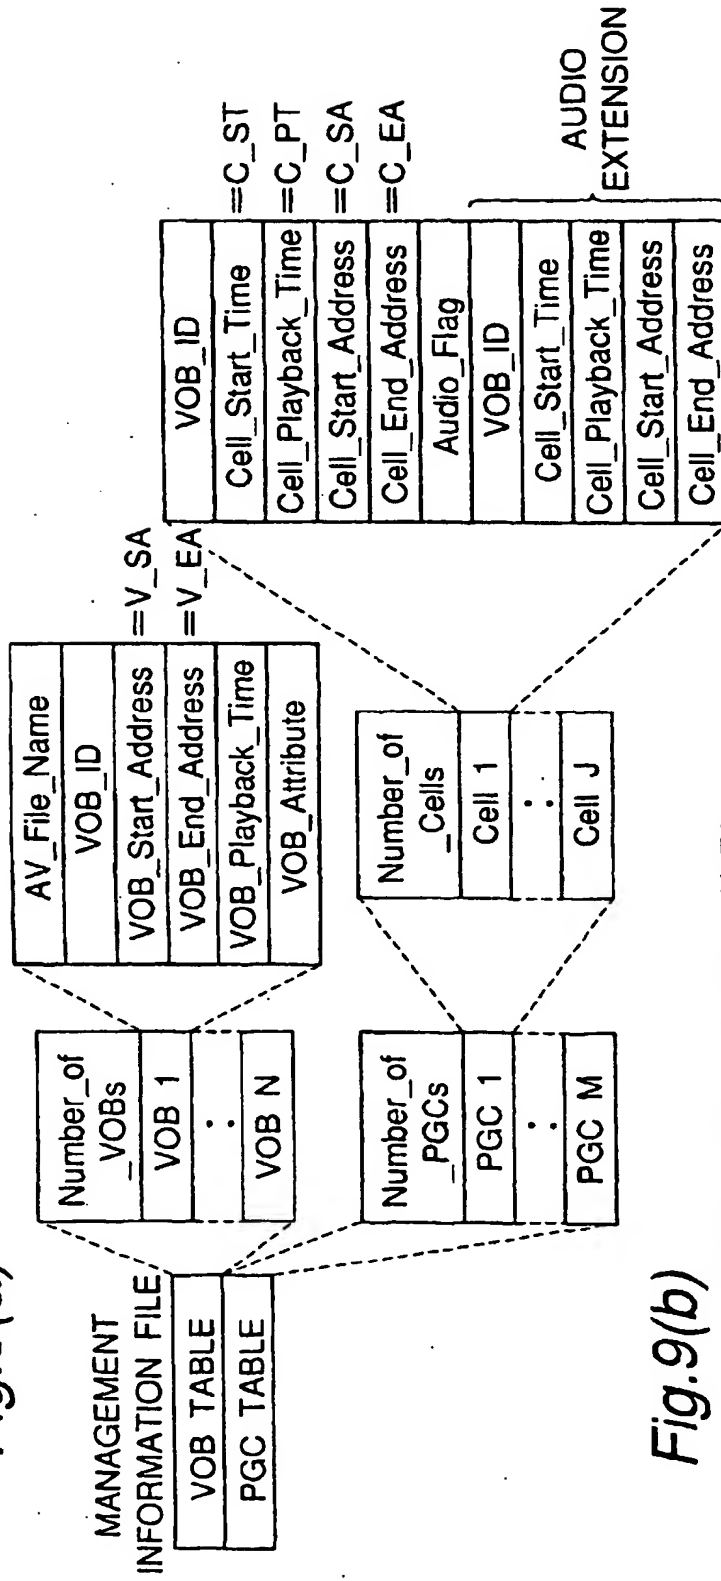 MANAGEMENT
INFORMATION FILE
VOB TABLE
PGC TABLE
Number_of
_VOBs
VOB 1
:
VOB N
AV_File_Name
VOB_ID
VOB_Start_Address
=V_SA
VOB_End_Address
=V_EA
VOB_Playback_Time
VOB_Attribute
Number_of
_PGCs
PGC 1
:
PGC M
Number_of
_Cells
Cell 1
:
Cell J
VOB_ID
Cell_Start_Time
=C_ST
Cell_Playback_Time
=C_PT
Cell_Start_Address
=C_SA
Cell_End_Address
=C_EA
Audio_Flag
VOB_ID
Cell_Start_Time
Cell_Playback_Time
Cell_Start_Address
Cell_End_Address
AUDIO
EXTENSION
Fig.9(b)